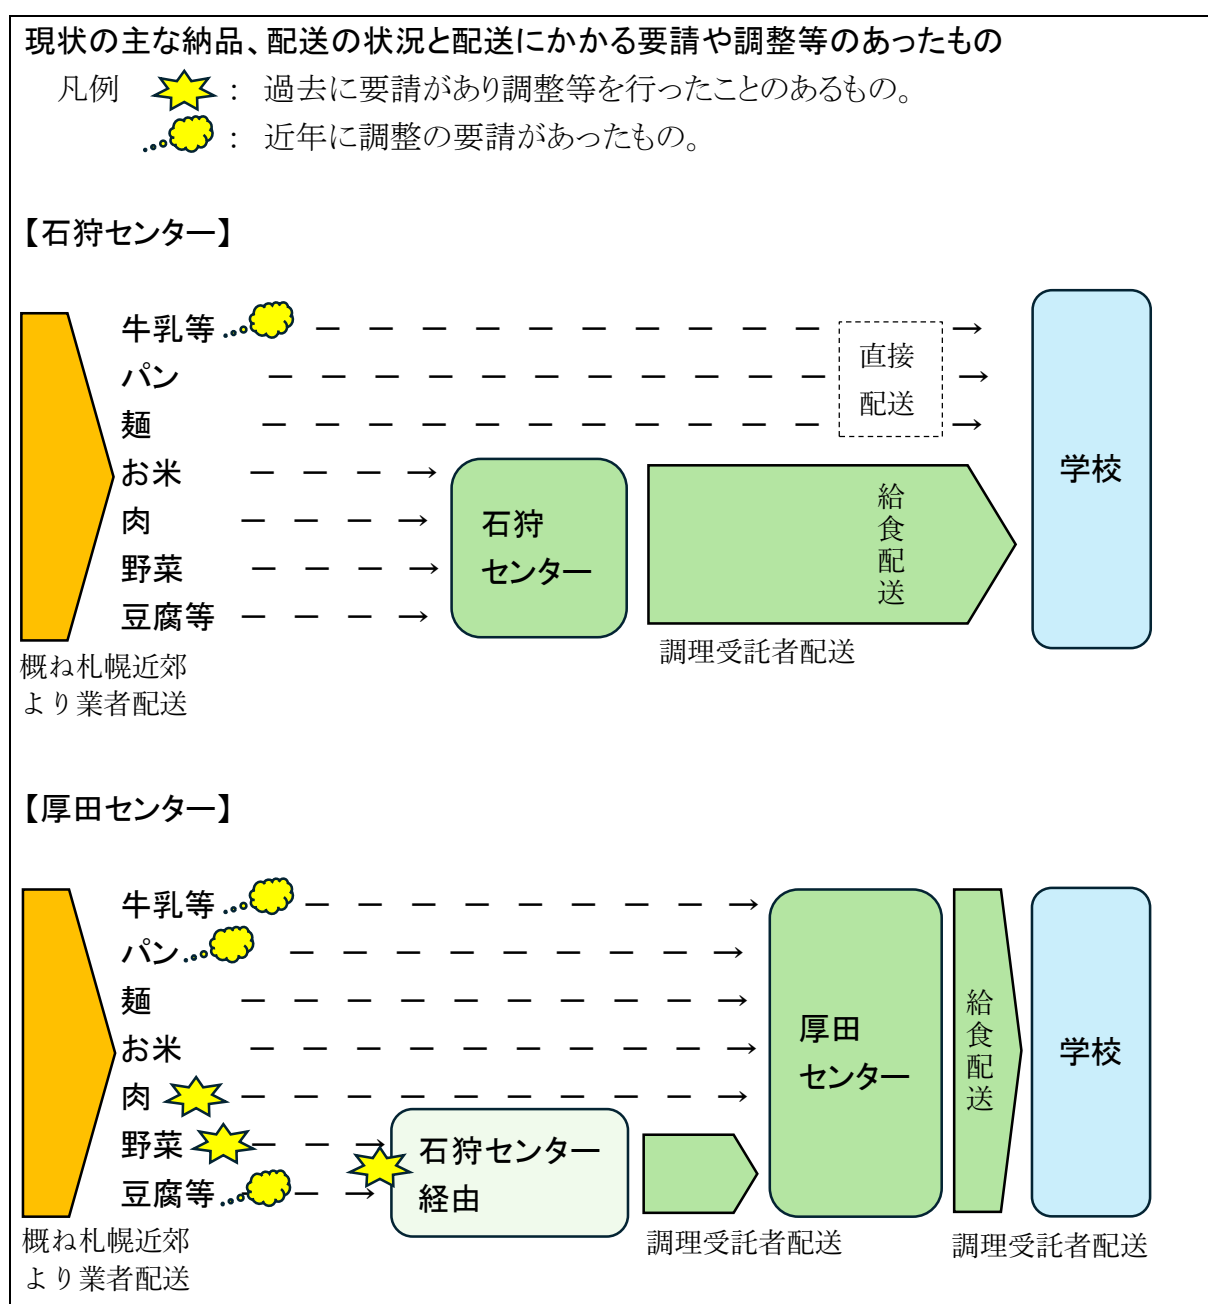 現状の主な納品、配送の状況と配送にかかる要請や調整等のあったもの
凡例 : 過去に要請があり調整等を行ったことのあるもの。
: 近年に調整の要請があったもの。
【石狩センター】
牛乳等
パン
麺
お米
肉
野菜
豆腐等
直接
配送
石狩
センター
給食配送
学校
調理受託者配送
概ね札幌近郊
より業者配送
【厚田センター】
牛乳等
パン
麺
お米
肉
野菜
豆腐等
石狩センター
経由
厚田
センター
給食配送
学校
調理受託者配送
調理受託者配送
概ね札幌近郊
より業者配送